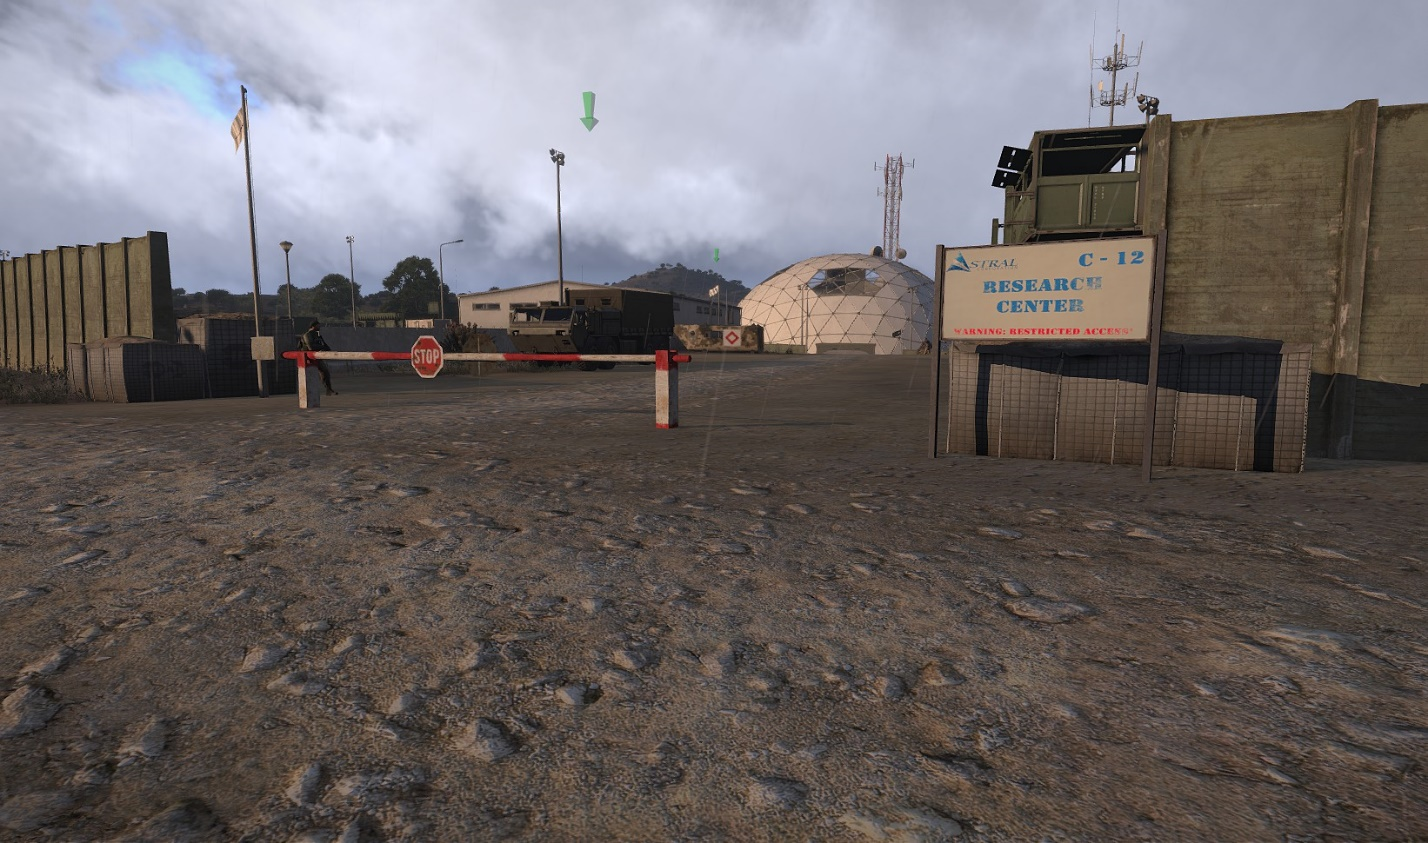 STOP
ASTRAL
C - 12
RESEARCH
CENTER
WARNING: RESTRICTED ACCESS!